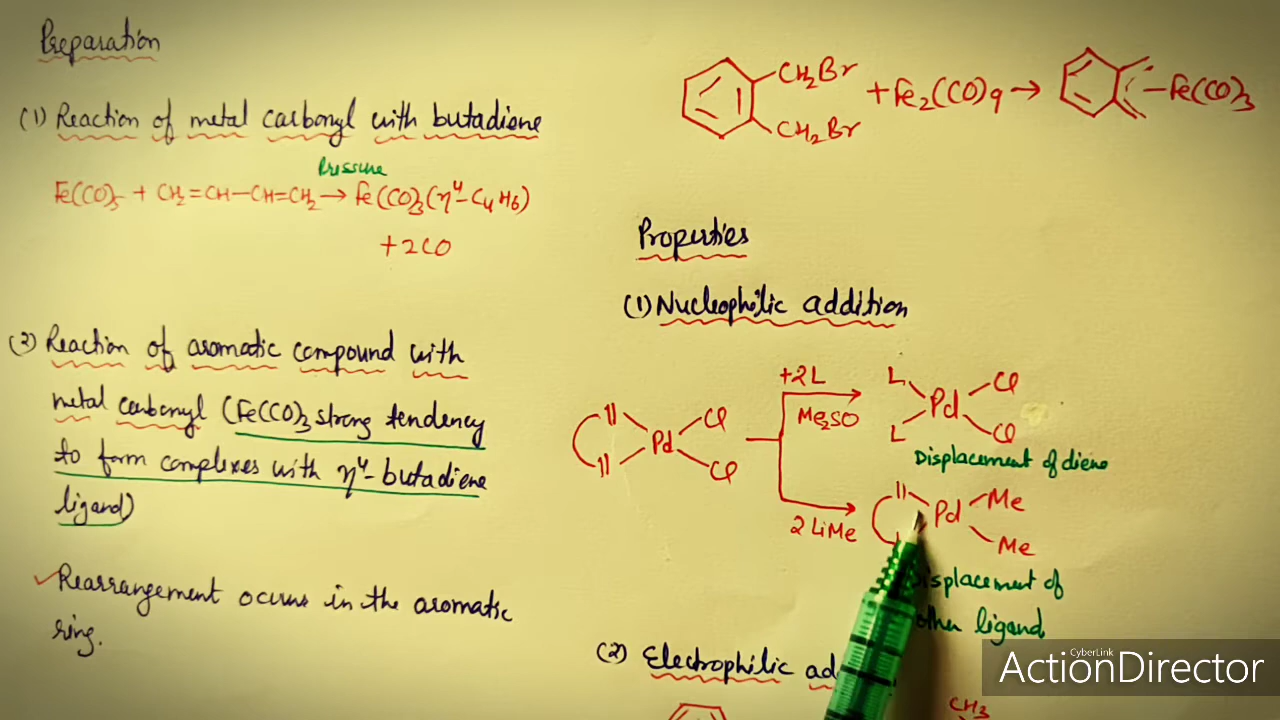 Preparation
(1) Reaction of metal carbonyl with butadiene
Pressure
Fe(CO)5 + CH2=CH-CH=CH2 → Fe(CO)3(η4-C4H6)
+2CO
(2) Reaction of aromatic compound with
metal carbonyl (Fe(CO)3 strong tendency
to form complexes with η4-butadiene
ligand)
✓Rearrangement occurs in the aromatic
ring.
CH2Br
+Fe2(CO)9 → -Fe(CO)3
CH2Br
Properties
(1) Nucleophilic addition
Pd Cl
Cl
+2L
Me2SO
L Cl
Pd
L Cl
Displacement of diene
2LiMe
Pd Me
Me
Displacement of
other ligand
(2) Electrophilic
CH3
CyberLink
ActionDirector